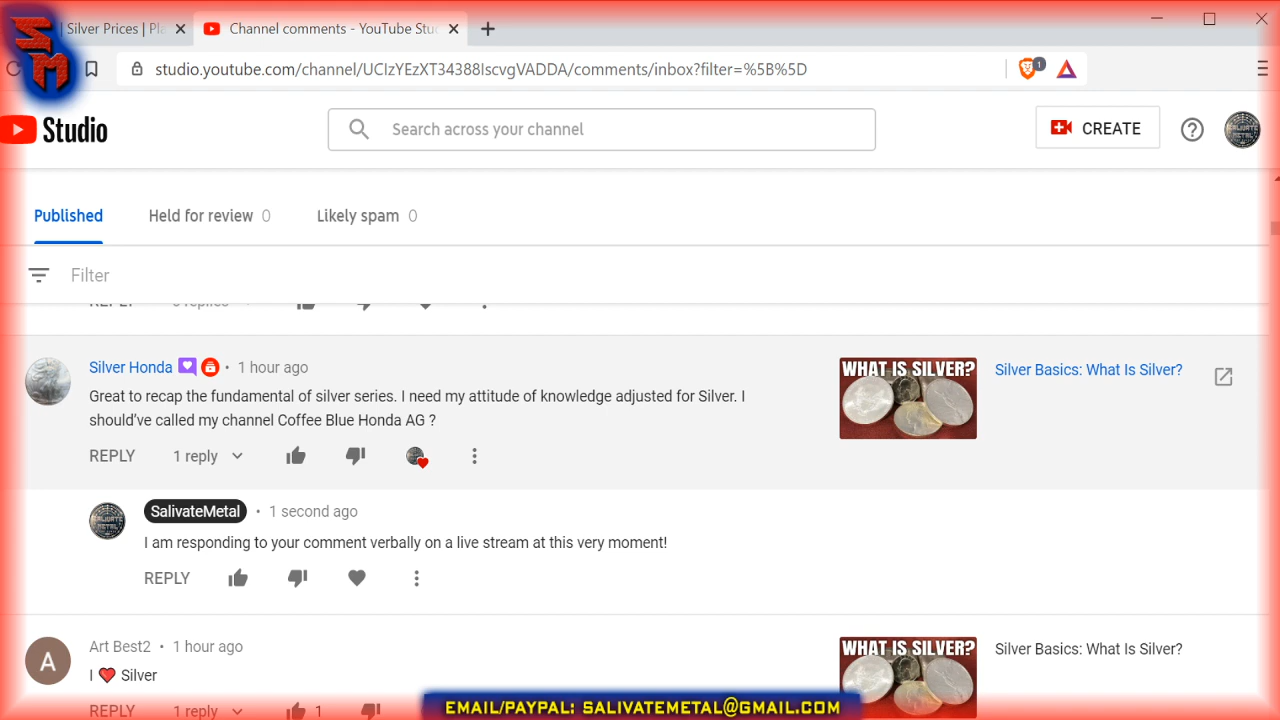 SM
| Silver Prices | Pla
Channel comments - YouTube Stu
studio.youtube.com/channel/UClzYEzXT34388IscvgVADDA/comments/inbox?filter=%5B%5D
1
Studio
Search across your channel
CREATE
Published
Held for review 0
Likely spam 0
Filter
REPLY
Silver Honda • 1 hour ago
Great to recap the fundamental of silver series. I need my attitude of knowledge adjusted for Silver. I
should've called my channel Coffee Blue Honda AG ?
REPLY 1 reply
WHAT IS SILVER?
Silver Basics: What Is Silver?
SalivateMetal • 1 second ago
I am responding to your comment verbally on a live stream at this very moment!
REPLY
A
Art Best2 • 1 hour ago
I ❤ Silver
REPLY 1 reply 1
WHAT IS SILVER?
Silver Basics: What Is Silver?
EMAIL/PAYPAL: SALIVATEMETAL@GMAIL.COM